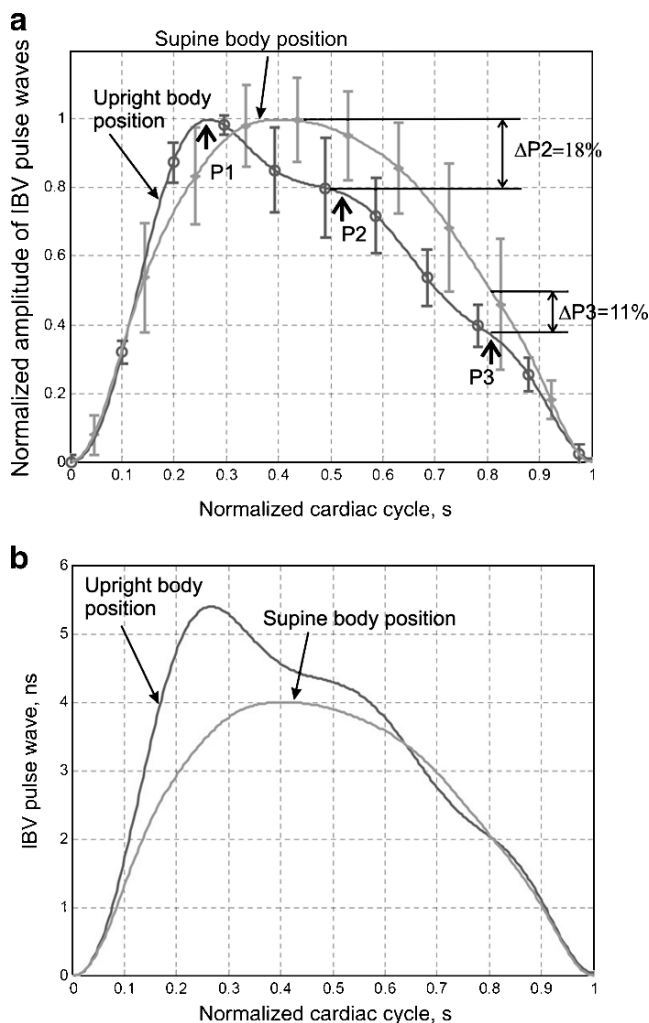 a
Supine body position
Upright body
position
Normalized amplitude of IBV pulse waves
1
0.8
0.6
0.4
0.2
0
P1
P2
P3
ΔP2=18%
ΔP3=11%
0 0.1 0.2 0.3 0.4 0.5 0.6 0.7 0.8 0.9 1
Normalized cardiac cycle, s
b
Upright body
position
Supine body position
IBV pulse wave, ns
6
5
4
3
2
1
0
0 0.1 0.2 0.3 0.4 0.5 0.6 0.7 0.8 0.9 1
Normalized cardiac cycle, s